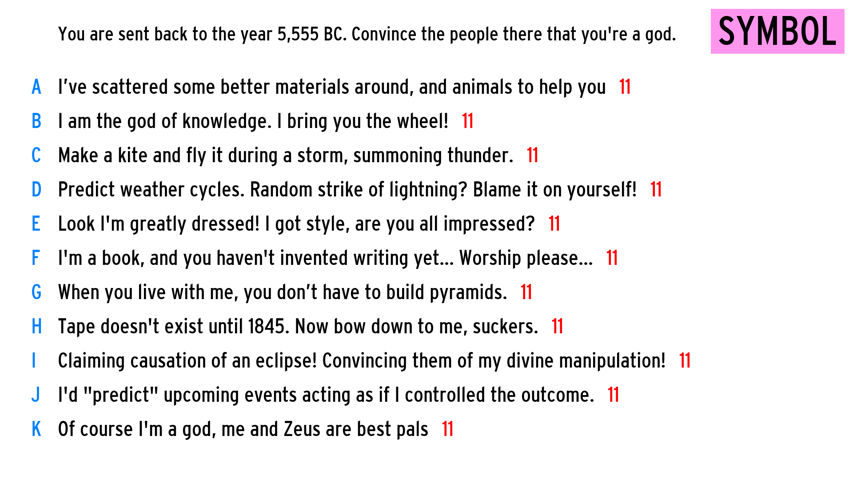 You are sent back to the year 5,555 BC. Convince the people there that you're a god.
SYMBOL
A I’ve scattered some better materials around, and animals to help you 11
B I am the god of knowledge. I bring you the wheel! 11
C Make a kite and fly it during a storm, summoning thunder. 11
D Predict weather cycles. Random strike of lightning? Blame it on yourself! 11
E Look I'm greatly dressed! I got style, are you all impressed? 11
F I'm a book, and you haven't invented writing yet... Worship please... 11
G When you live with me, you don’t have to build pyramids. 11
H Tape doesn't exist until 1845. Now bow down to me, suckers. 11
I Claiming causation of an eclipse! Convincing them of my divine manipulation! 11
J I'd "predict" upcoming events acting as if I controlled the outcome. 11
K Of course I'm a god, me and Zeus are best pals 11